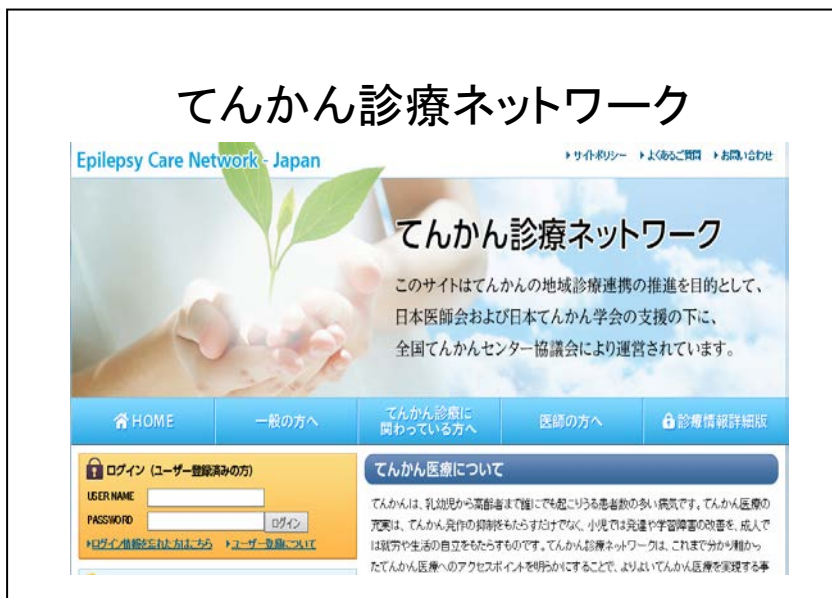 てんかん診療ネットワーク
Epilepsy Care Network - Japan
サイトポリシー よくあるご質問 お問い合わせ
てんかん診療ネットワーク
このサイトはてんかんの地域診療連携の推進を目的として、
日本医師会および日本てんかん学会の支援の下に、
全国てんかんセンター協議会により運営されています。
HOME 一般の方へ てんかん診療に 医師の方へ 診療情報詳細版
関わっている方へ
ログイン (ユーザー登録済みの方)
USER NAME
PASSWORD ログイン
ログイン情報を忘れた方はこちら ユーザー登録について
てんかん医療について
てんかんは、乳幼児から高齢者まで誰にでも起こりうる患者数の多い病気です。てんかん医療の
充実は、てんかん発作の抑制をもたらすだけでなく、小児では発達や学習障害の改善を、成人で
は就労や生活の自立をもたらすものです。てんかん診療ネットワークは、これまで分かり難かっ
たてんかん医療へのアクセスポイントを明らかにすることで、よりよいてんかん医療を実現する事